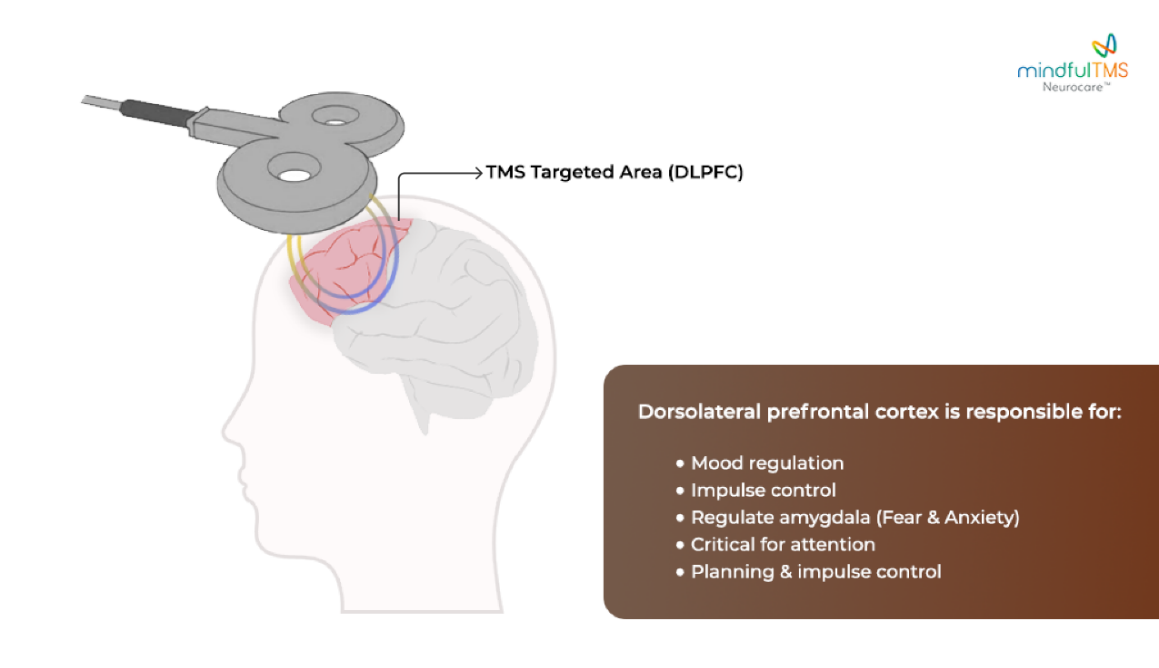 mindfulTMS
Neurocare™
TMS Targeted Area (DLPFC)
Dorsolateral prefrontal cortex is responsible for:
• Mood regulation
• Impulse control
• Regulate amygdala (Fear & Anxiety)
• Critical for attention
• Planning & impulse control